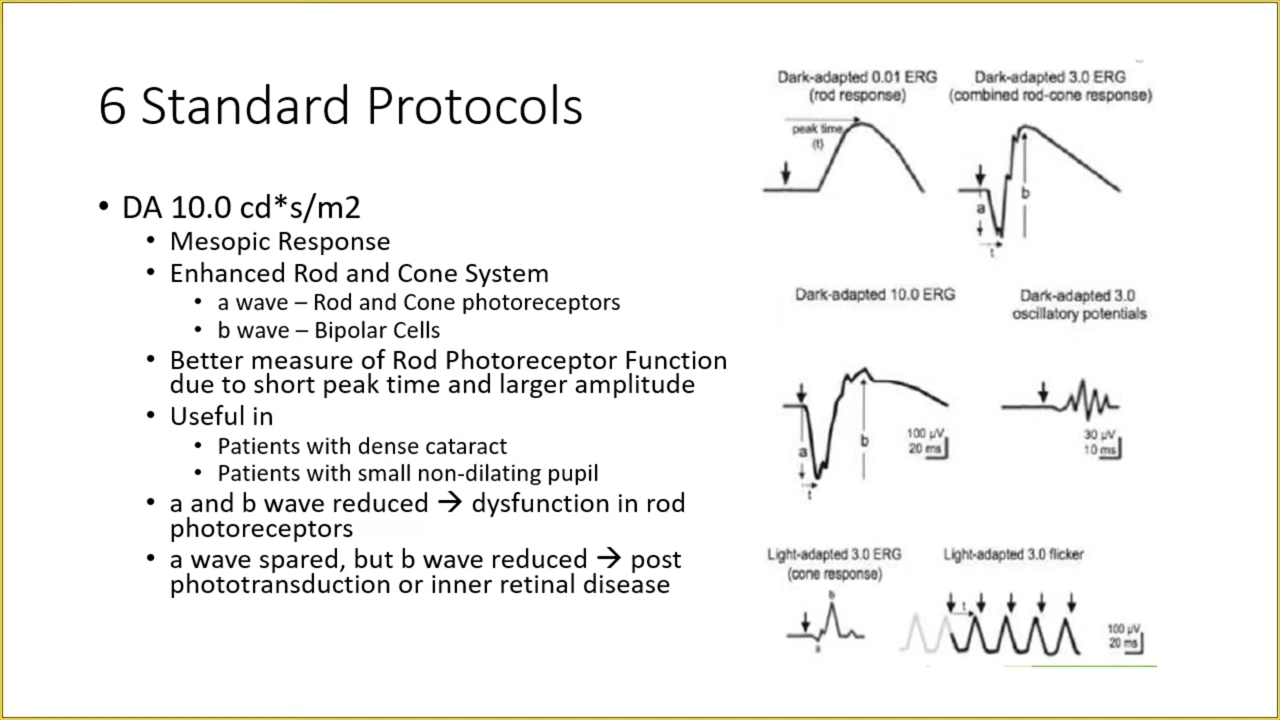 6 Standard Protocols
• DA 10.0 cd*s/m2
• Mesopic Response
• Enhanced Rod and Cone System
• a wave – Rod and Cone photoreceptors
• b wave – Bipolar Cells
• Better measure of Rod Photoreceptor Function
due to short peak time and larger amplitude
• Useful in
• Patients with dense cataract
• Patients with small non-dilating pupil
• a and b wave reduced → dysfunction in rod
photoreceptors
• a wave spared, but b wave reduced → post
phototransduction or inner retinal disease
Dark-adapted 0.01 ERG
(rod response)
peak time
(t)
Dark-adapted 3.0 ERG
(combined rod-cone response)
a
b
t
Dark-adapted 10.0 ERG
a
b
t
100 µV
20 ms
Dark-adapted 3.0
oscillatory potentials
30 µV
10 ms
Light-adapted 3.0 ERG
(cone response)
b
a
Light-adapted 3.0 flicker
t
100 µV
20 ms